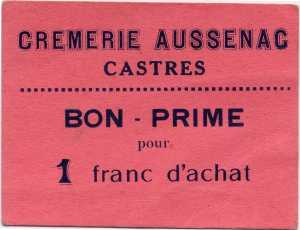 CREMERIE AUSSENAC
CASTRES
BON - PRIME
pour
1 franc d'achat